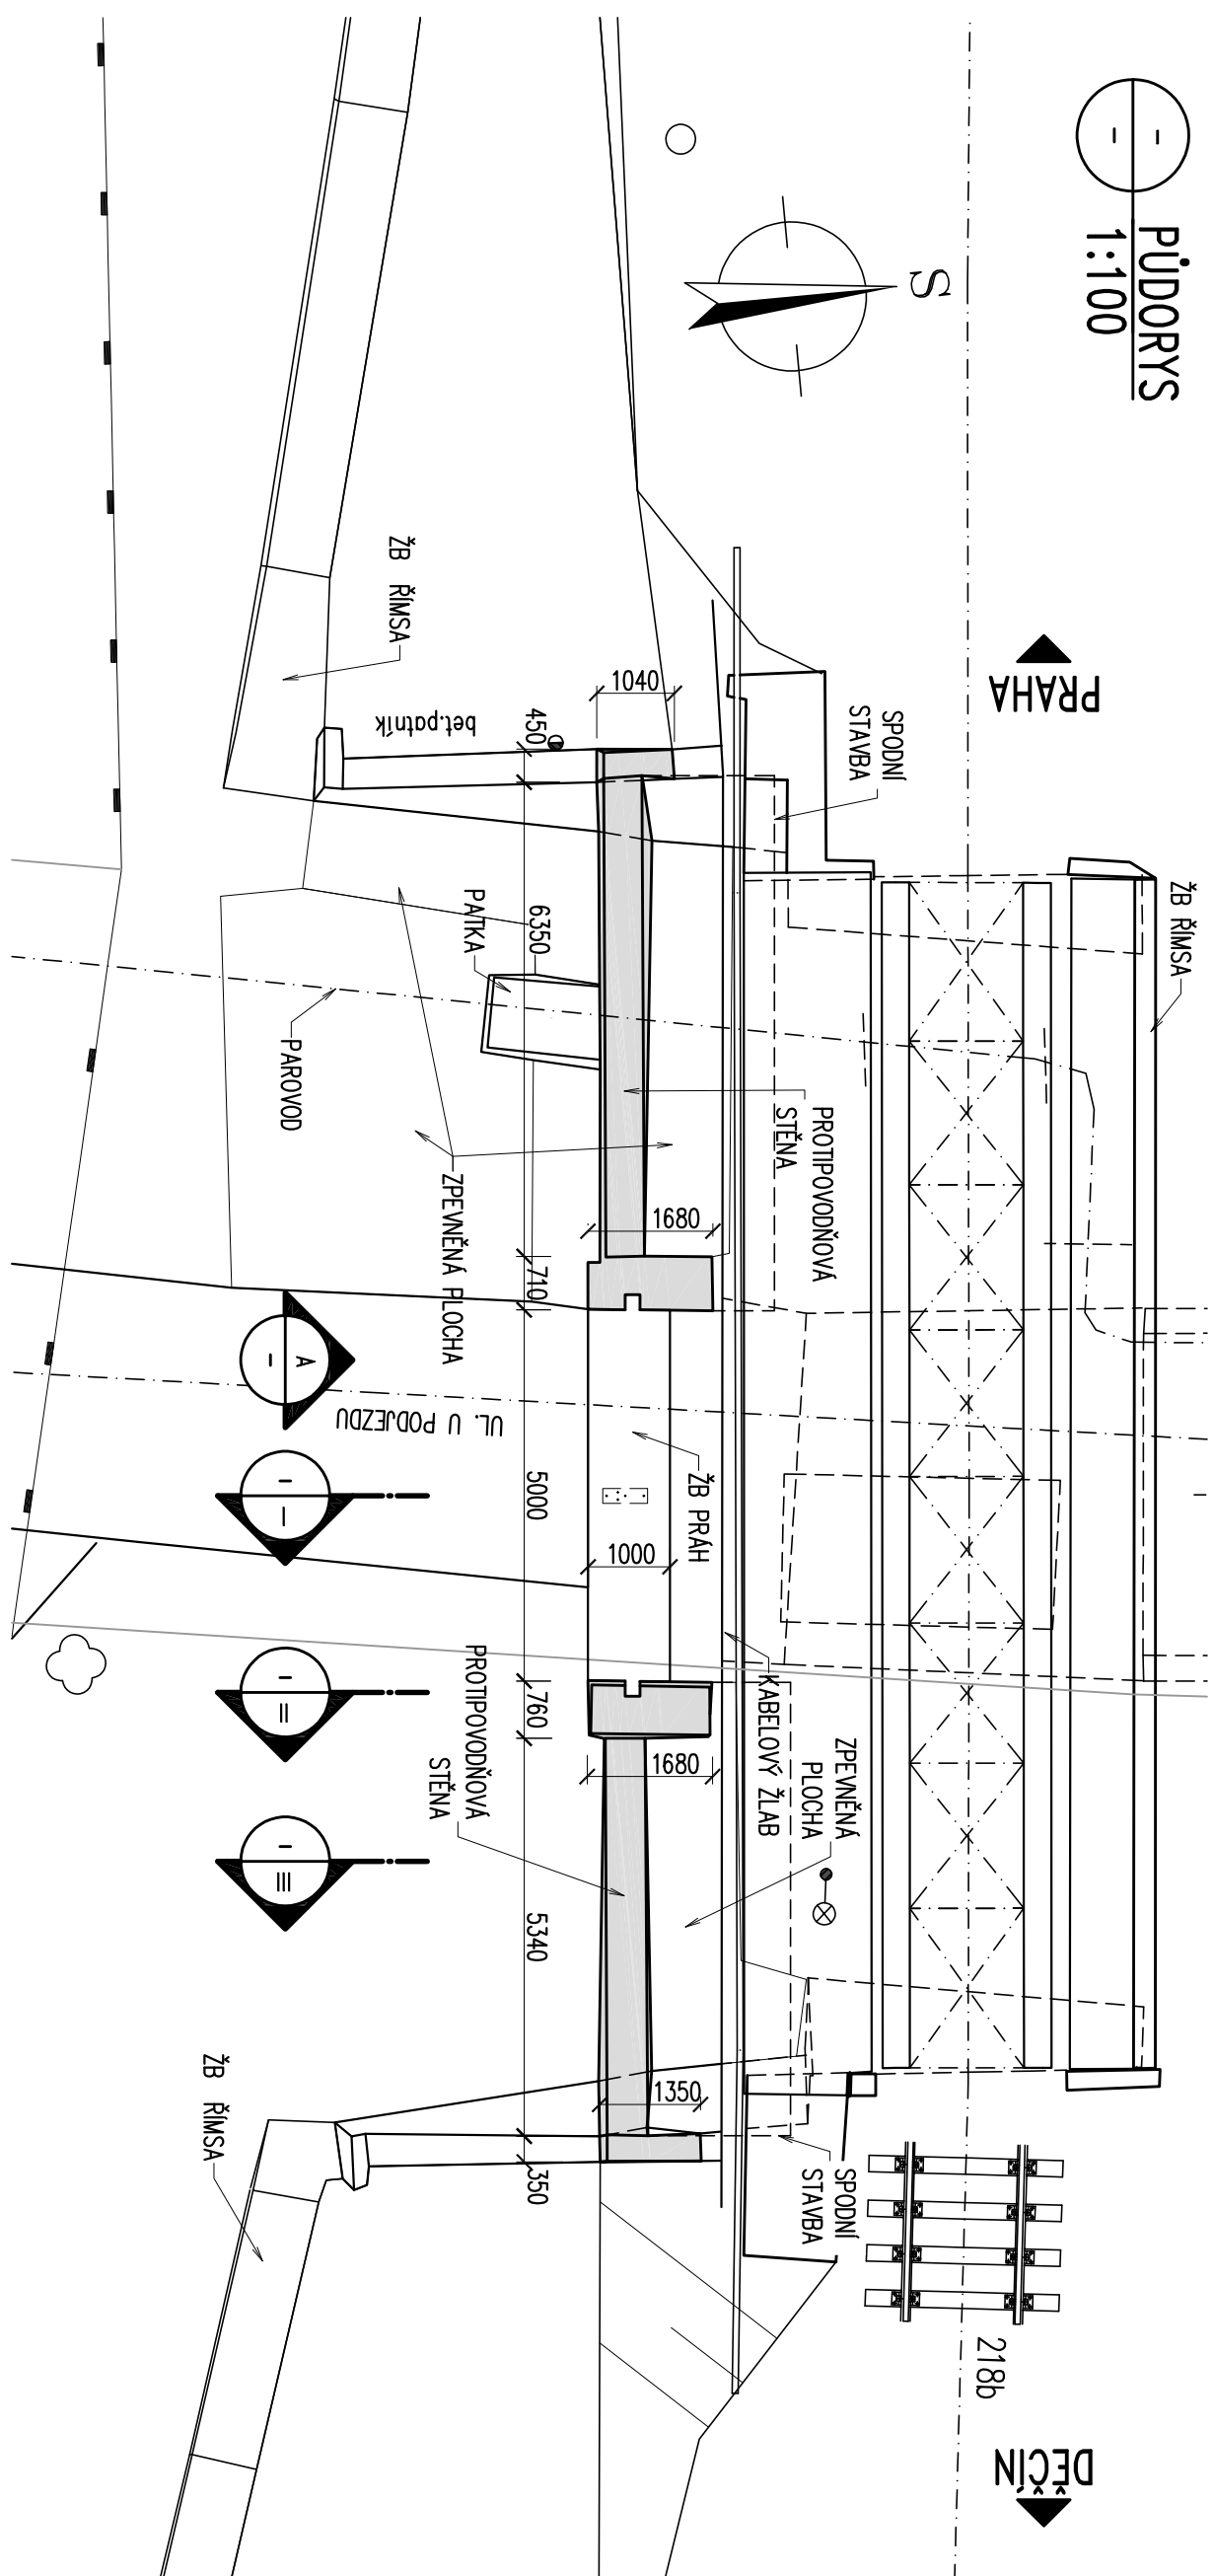 PŮDORYS
1:100
S
PRAHA
DĚČÍN
218b
ŽB ŘÍMSA
SPODNÍ
STAVBA
ŽB ŘÍMSA
bet.patník
1040
450
6350
PATKA
PAROVOD
PROTIPOVODŇOVÁ
STĚNA
ZPEVNĚNÁ PLOCHA
1680
710
UL. U PODJEZDU
ŽB PRÁH
5000
1000
KABELOVÝ ŽLAB
760
1680
PROTIPOVODŇOVÁ
STĚNA
ZPEVNĚNÁ
PLOCHA
5340
1350
350
SPODNÍ
STAVBA
ŽB ŘÍMSA
A
I
II
III